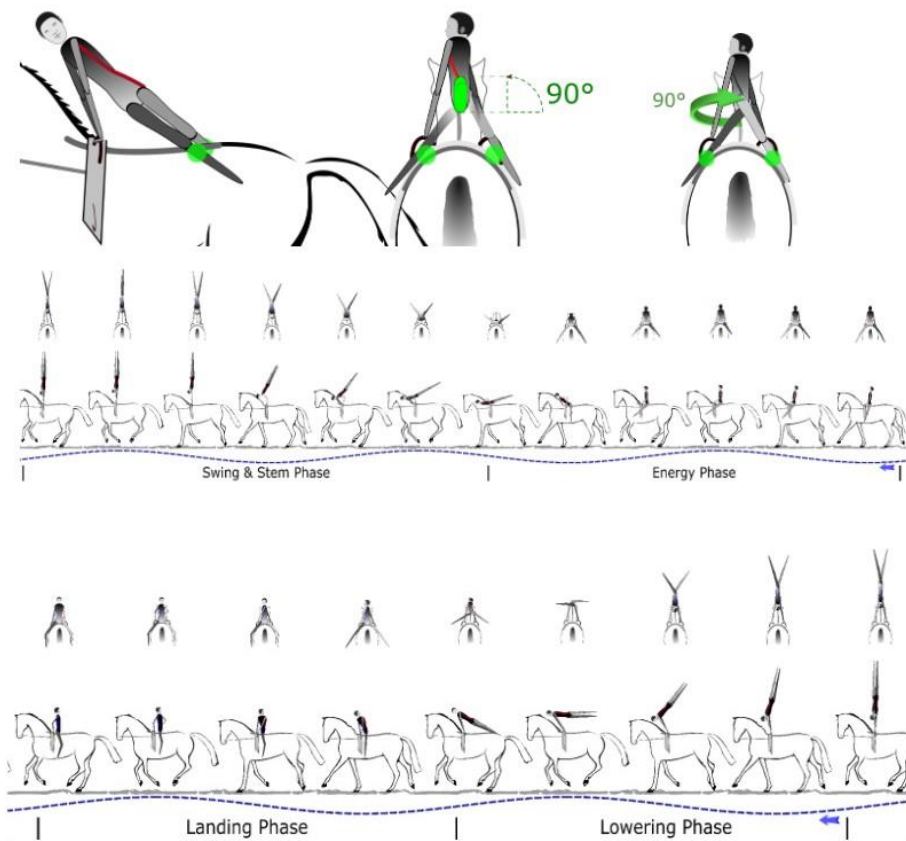 90°
90°
Swing & Stem Phase
Energy Phase
Landing Phase
Lowering Phase